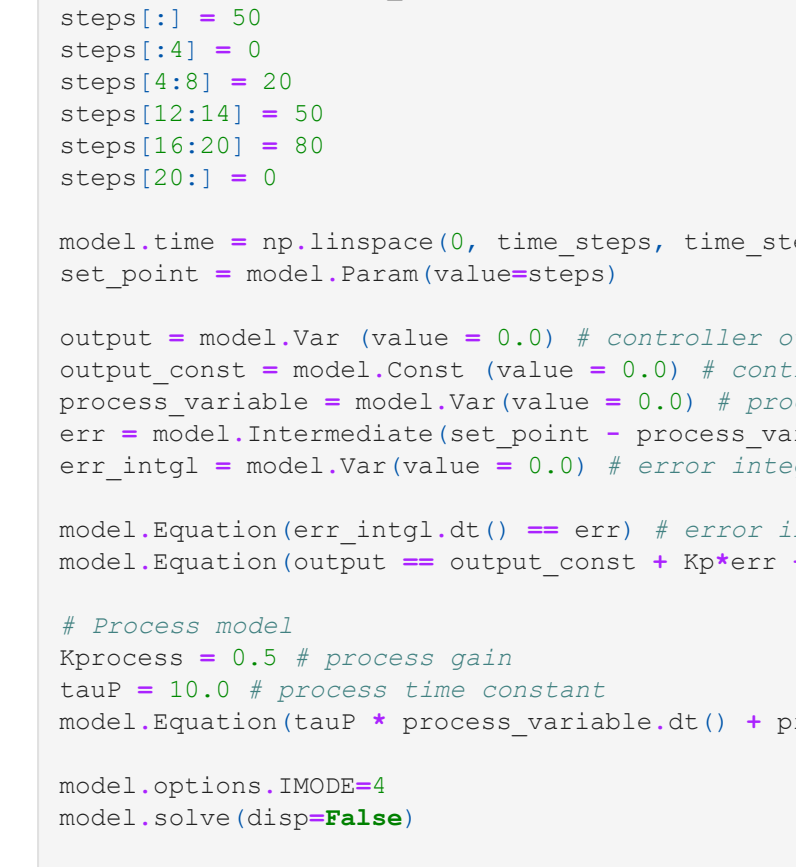 steps[:] = 50
steps[:4] = 0
steps[4:8] = 20
steps[12:14] = 50
steps[16:20] = 80
steps[20:] = 0
model.time = np.linspace(0, time_steps,
set_point = model.Param(value=steps)
output = model.Var (value = 0.0) # controller
output_const = model.Const (value = 0.0) #
process_variable = model.Var(value = 0.0) #
err = model.Intermediate(set_point -
err_intgl = model.Var(value = 0.0) # error
model.Equation(err_intgl.dt() == err) # error
model.Equation(output == output_const + Kp*err
# Process model
Kprocess = 0.5 # process gain
tauP = 10.0 # process time constant
model.Equation(tauP * process_variable.dt() +
model.options.IMODE=4
model.solve(disp=False)